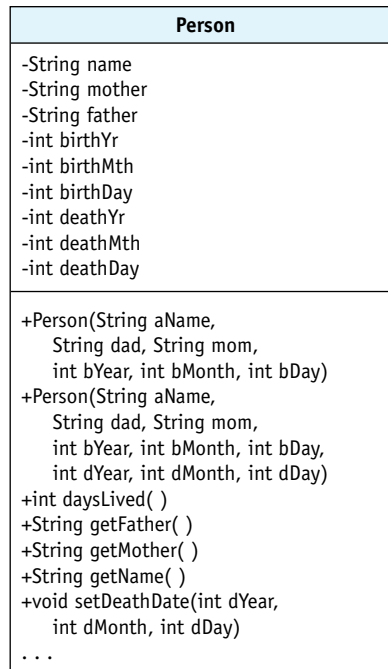 Person
-String name
-String mother
-String father
-int birthYr
-int birthMth
-int birthDay
-int deathYr
-int deathMth
-int deathDay
+Person(String aName,
String dad, String mom,
int bYear, int bMonth, int bDay)
+Person(String aName,
String dad, String mom,
int bYear, int bMonth, int bDay,
int dYear, int dMonth, int dDay)
+int daysLived( )
+String getFather( )
+String getMother( )
+String getName( )
+void setDeathDate(int dYear,
int dMonth, int dDay)
. . .